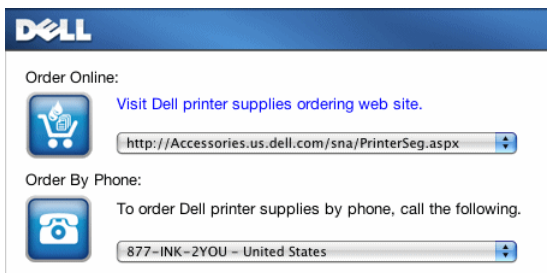 DELL
Order Online:
Visit Dell printer supplies ordering web site.
http://Accessories.us.dell.com/sna/PrinterSeg.aspx
Order By Phone:
To order Dell printer supplies by phone, call the following.
877-INK-2YOU - United States